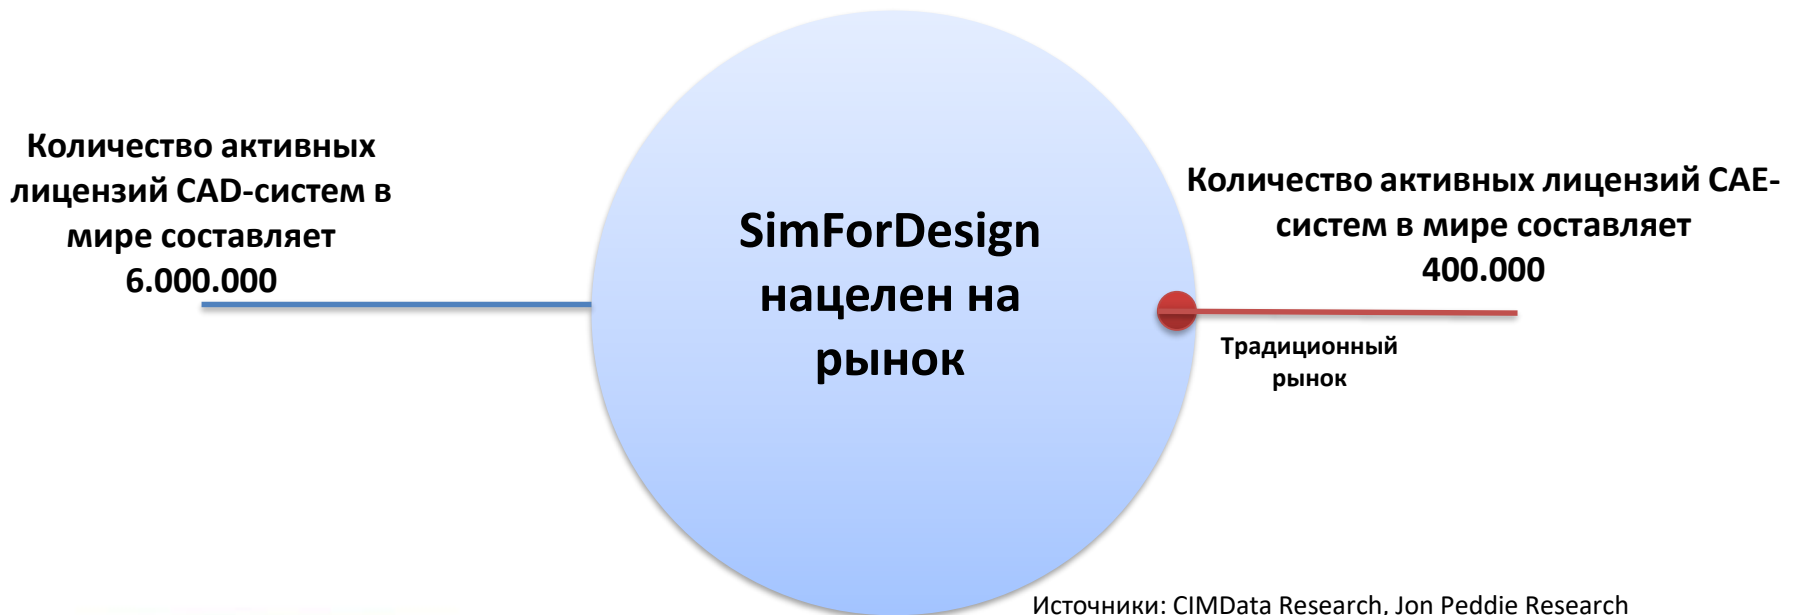 Количество активных
лицензий CAD-систем в
мире составляет
6.000.000
SimForDesign
нацелен на
рынок
Количество активных лицензий CAE-
систем в мире составляет
400.000
Традиционный
рынок
Источники: CIMData Research, Jon Peddie Research